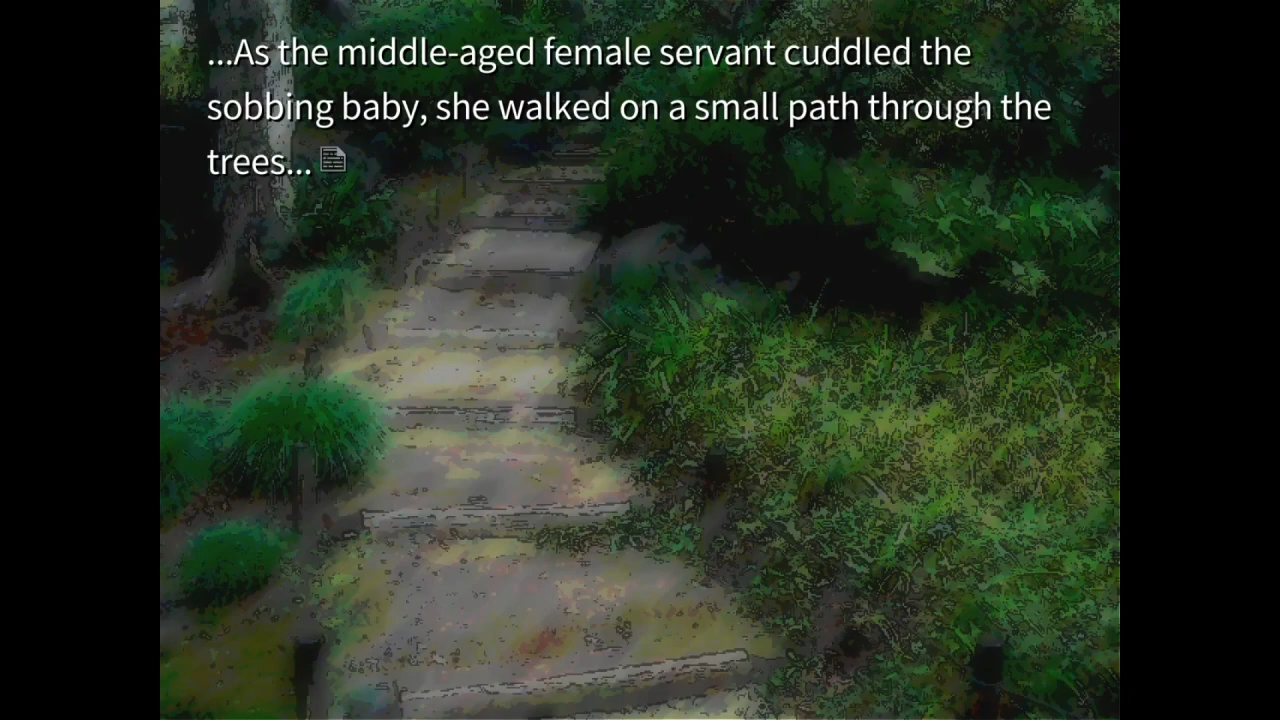 ...As the middle-aged female servant cuddled the
sobbing baby, she walked on a small path through the
trees...